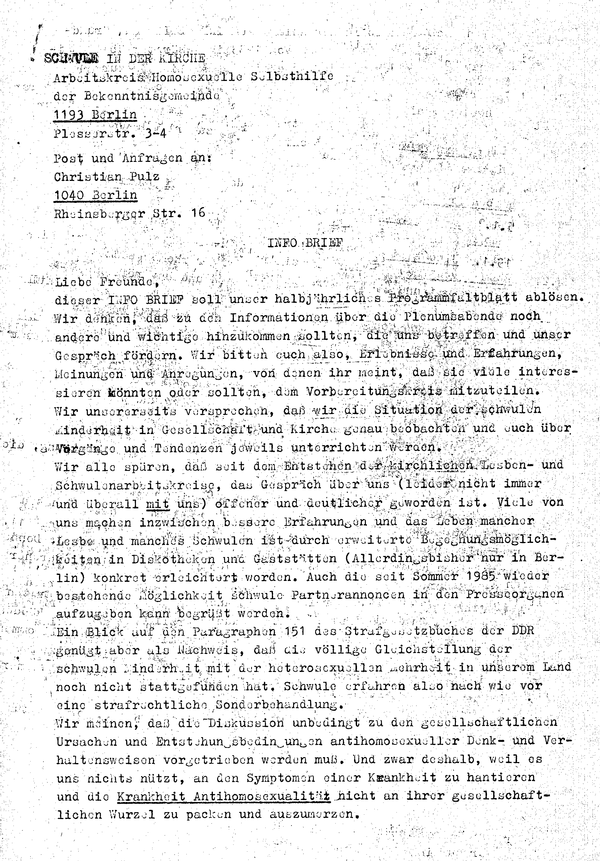 SCHWULE IN DER KIRCHE
Arbeitskreis Homosexuelle Selbsthilfe
der Bekenntnisgemeinde
1193 Berlin
Plesserstr. 3-4
Post und Anfragen an:
Christian Pulz
1040 Berlin
Rheinsberger Str. 16
INFO BRIEF
Liebe Freunde,
dieser INFO BRIEF soll unser halbjährliches Programmfaltblatt ablösen.
Wir denken, daß zu den Informationen über die Plenumsabende noch
andere und wichtige hinzukommen sollten, die uns betreffen und unser
Gespräch fördern. Wir bitten euch also, Erlebnisse und Erfahrungen,
Meinungen und Anregungen, von denen ihr meint, daß sie viele interes-
sieren könnten oder sollten, dem Vorbereitungskreis mitzuteilen.
Wir unsererseits versprechen, daß wir die Situation der schwulen
Minderheit in Gesellschaft und Kirche genau beobachten und euch über
Vorgänge und Tendenzen jeweils unterrichten werden.
Wir alle spüren, daß seit dem Entstehen der kirchlichen Lesben- und
Schwulenarbeitskreise, das Gespräch über uns (leider nicht immer
und überall mit uns) offener und deutlicher geworden ist. Viele von
uns machen inzwischen bessere Erfahrungen und das Leben mancher
Lesbe und manches Schwulen ist durch erweiterte Begegnungsmöglich-
keiten in Diskotheken und Gaststätten (Allerdingsbisher nur in Ber-
lin) konkret erleichtert worden. Auch die seit Sommer 1985 wieder
bestehende Möglichkeit schwule Partnerannoncen in den Presseorganen
aufzugeben kann begrüßt werden.
Ein Blick auf den Paragraphen 151 des Strafgesetzbuches der DDR
genügt aber als Nachweis, daß die völlige Gleichstellung der
schwulen Minderheit mit der heterosexuellen Mehrheit in unserem Land
noch nicht stattgefunden hat. Schwule erfahren also nach wie vor
eine strafrechtliche Sonderbehandlung.
Wir meinen, daß die Diskussion unbedingt zu den gesellschaftlichen
Ursachen und Entstehungsbedingungen antihomosexueller Denk- und Ver-
haltensweisen vorgetrieben werden muß. Und zwar deshalb, weil es
uns nichts nützt, an den Symptomen einer Krankheit zu hantieren
und die Krankheit Antihomosexualität nicht an ihrer gesellschaft-
lichen Wurzel zu packen und auszumerzen.